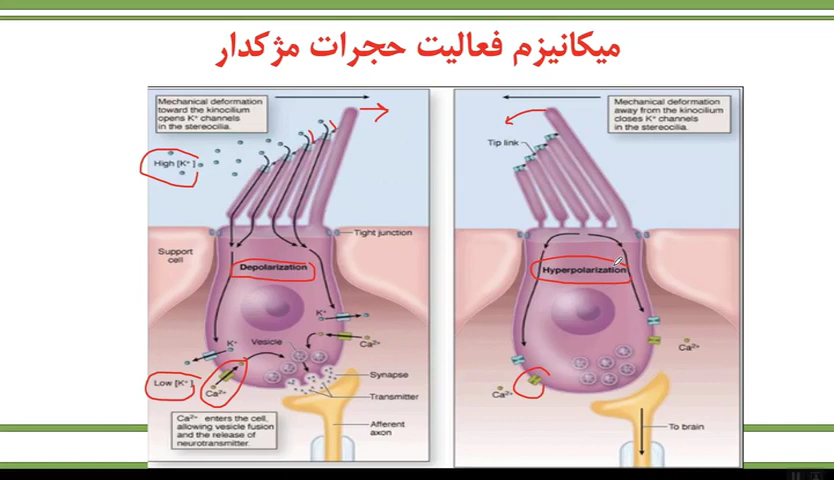 میکانیزم فعالیت حجرات مژکدار
Mechanical deformation
toward the kinocilium
opens K⁺ channels
in the stereocilia.
High [K⁺]
Support
cell
Tight junction
Depolarization
K⁺
Ca²⁺
K⁺
Vesicle
Low [K⁺]
Ca²⁺
Synapse
Transmitter
Afferent
axon
Ca²⁺ enters the cell,
allowing vesicle fusion
and the release of
neurotransmitter.
Mechanical deformation
away from the kinocilium
closes K⁺ channels
in the stereocilia.
Tip link
Hyperpolarization
Ca²⁺
Ca²⁺
To brain